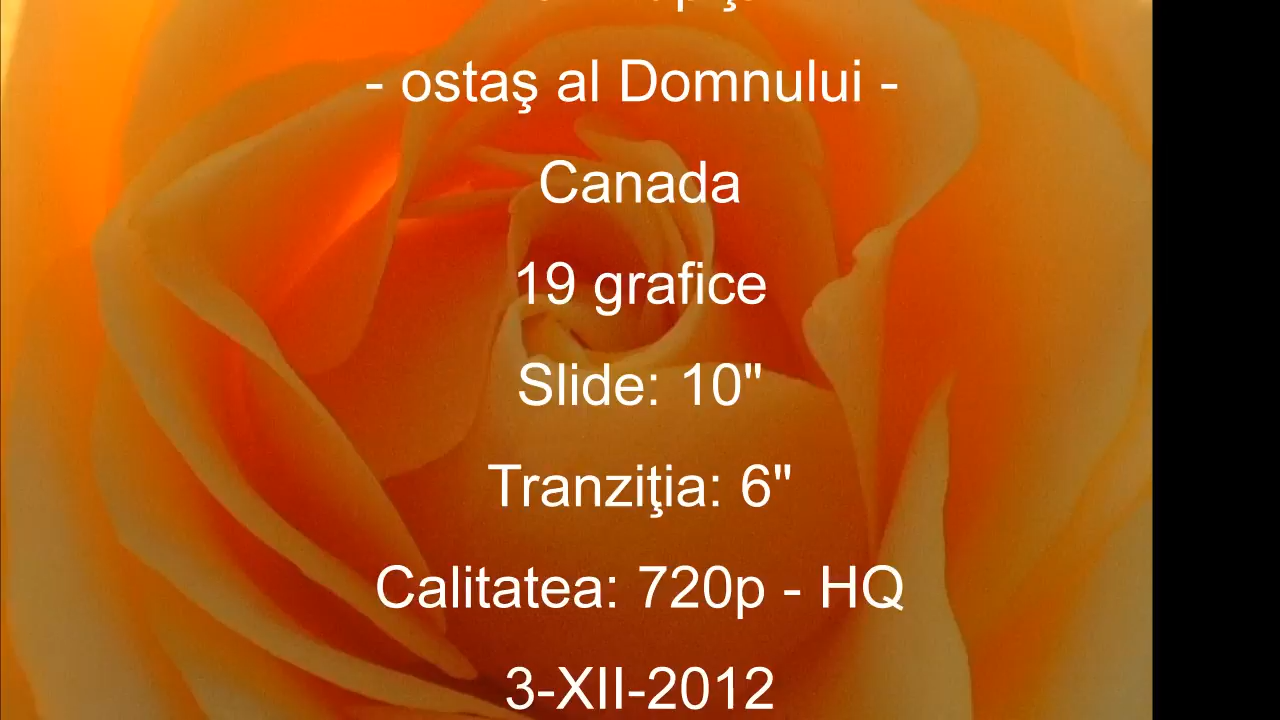 - ostaş al Domnului -
Canada
19 grafice
Slide: 10"
Tranziţia: 6"
Calitatea: 720p - HQ
3-XII-2012